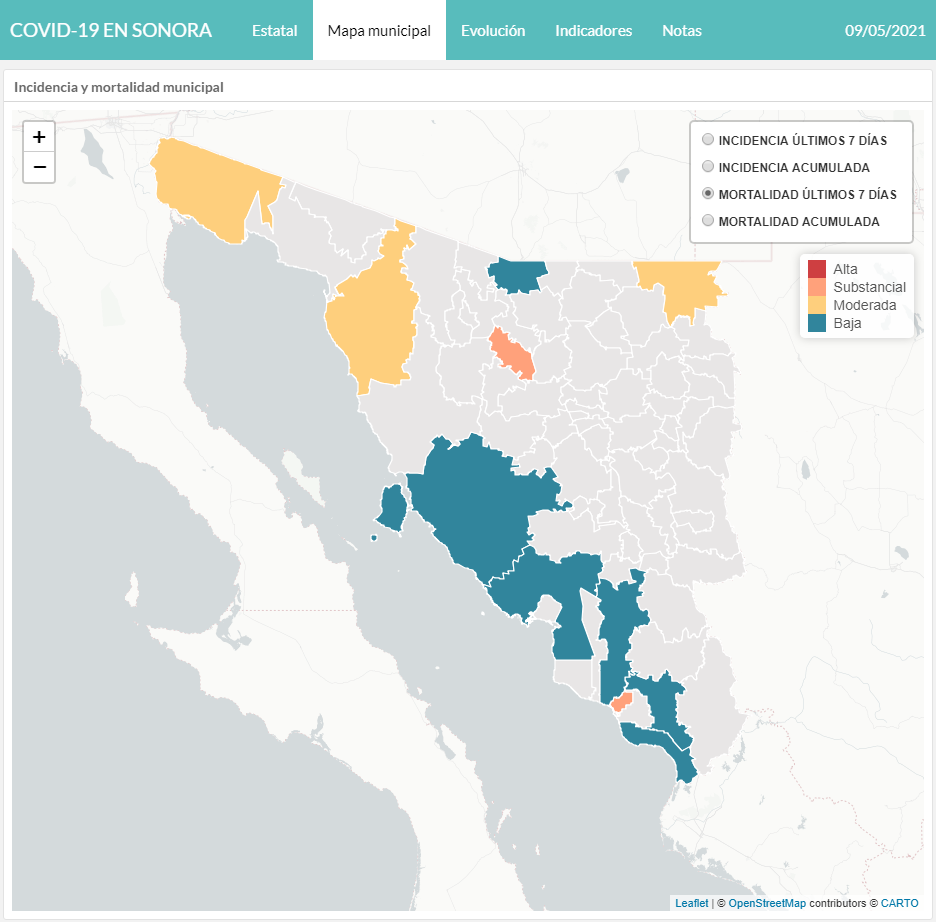 COVID-19 EN SONORA Estatal Mapa municipal Evolución Indicadores Notas 09/05/2021
Incidencia y mortalidad municipal
+
−
INCIDENCIA ÚLTIMOS 7 DÍAS
INCIDENCIA ACUMULADA
MORTALIDAD ÚLTIMOS 7 DÍAS
MORTALIDAD ACUMULADA
Alta
Substancial
Moderada
Baja
Leaflet | © OpenStreetMap contributors © CARTO